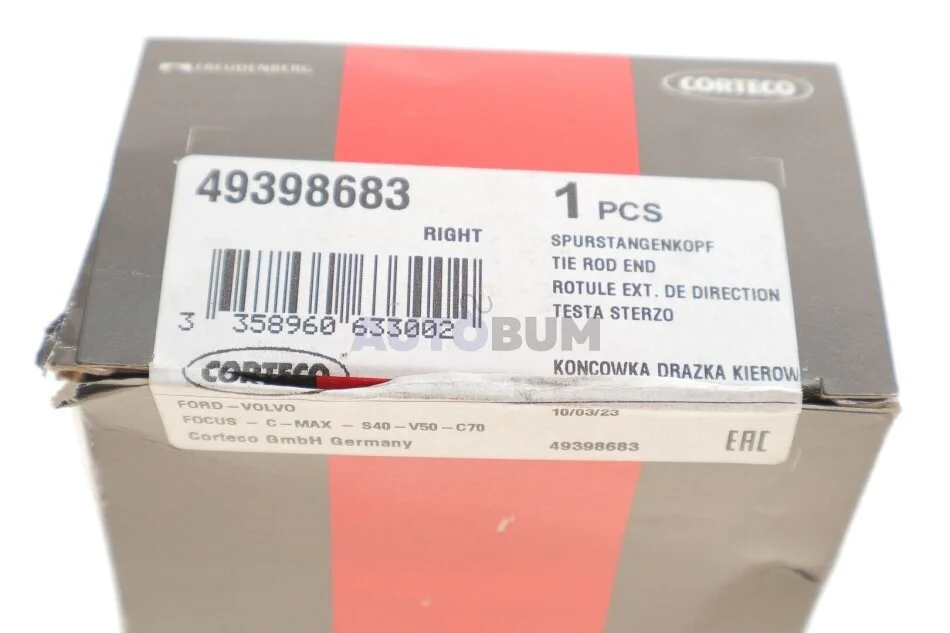 FREUDENBERG
CORTECO
49398683
1 PCS
RIGHT
SPURSTANGENKOPF
TIE ROD END
ROTULE EXT. DE DIRECTION
TESTA STERZO
3 358960 633002
AUTOBUM
CORTECO
KONCOWKA DRAZKA KIEROW
FORD-VOLVO
10/03/23
FOCUS - C-MAX - S40-V50-C70
Corteco GmbH Germany
49398683
EAC